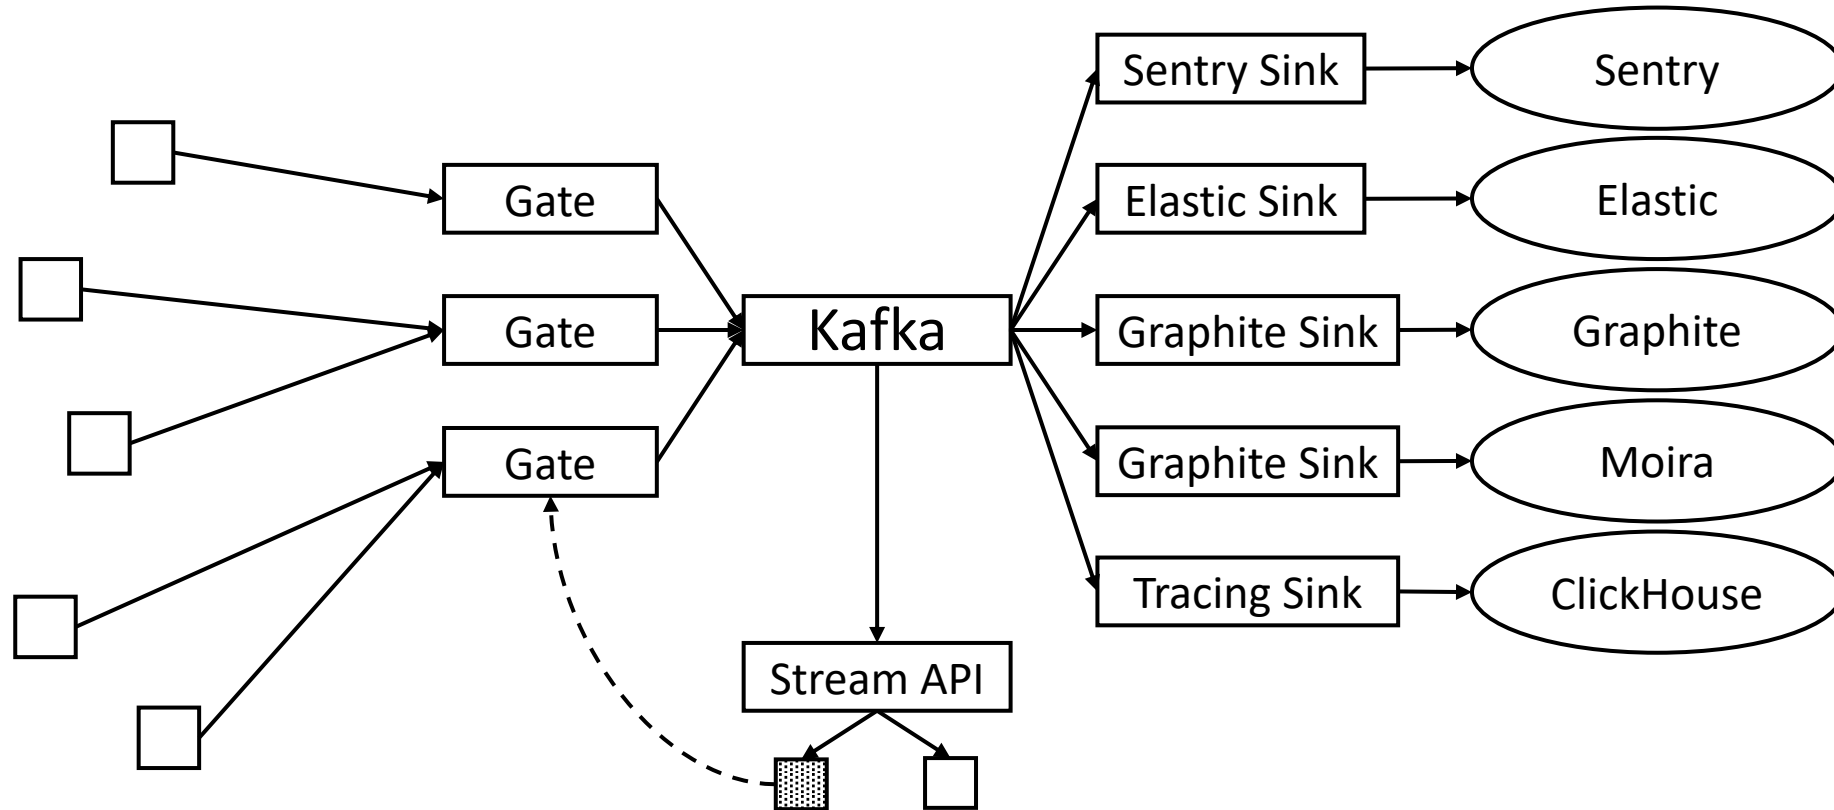 Sentry Sink
Sentry
Gate
Elastic Sink
Elastic
Gate
Kafka
Graphite Sink
Graphite
Gate
Graphite Sink
Moira
Tracing Sink
ClickHouse
Stream API